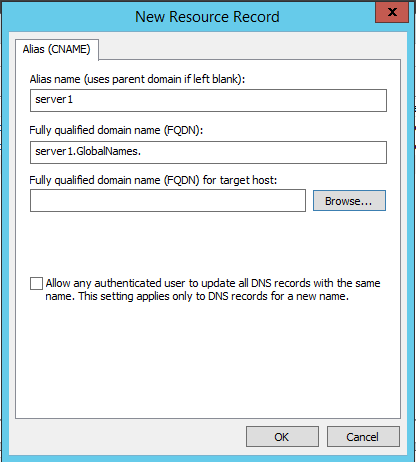 New Resource Record
x
Alias (CNAME)
Alias name (uses parent domain if left blank):
server1
Fully qualified domain name (FQDN):
server1.GlobalNames.
Fully qualified domain name (FQDN) for target host:
Browse...
Allow any authenticated user to update all DNS records with the same
name. This setting applies only to DNS records for a new name.
OK
Cancel